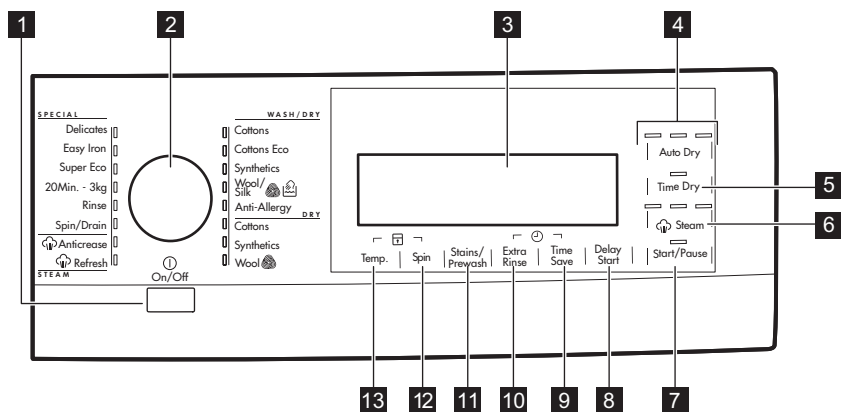 1
2
3
4
SPECIAL
Delicates
Easy Iron
Super Eco
20Min. - 3kg
Rinse
Spin/Drain
Anticrease
Refresh
STEAM
On/Off
WASH/DRY
Cottons
Cottons Eco
Synthetics
Wool/
Silk
Anti-Allergy
DRY
Cottons
Synthetics
Wool
Temp.
Spin
Stains/
Prewash
Extra
Rinse
Time
Save
Delay
Start
Auto Dry
Time Dry
Steam
Start/Pause
5
6
13
12
11
10
9
8
7